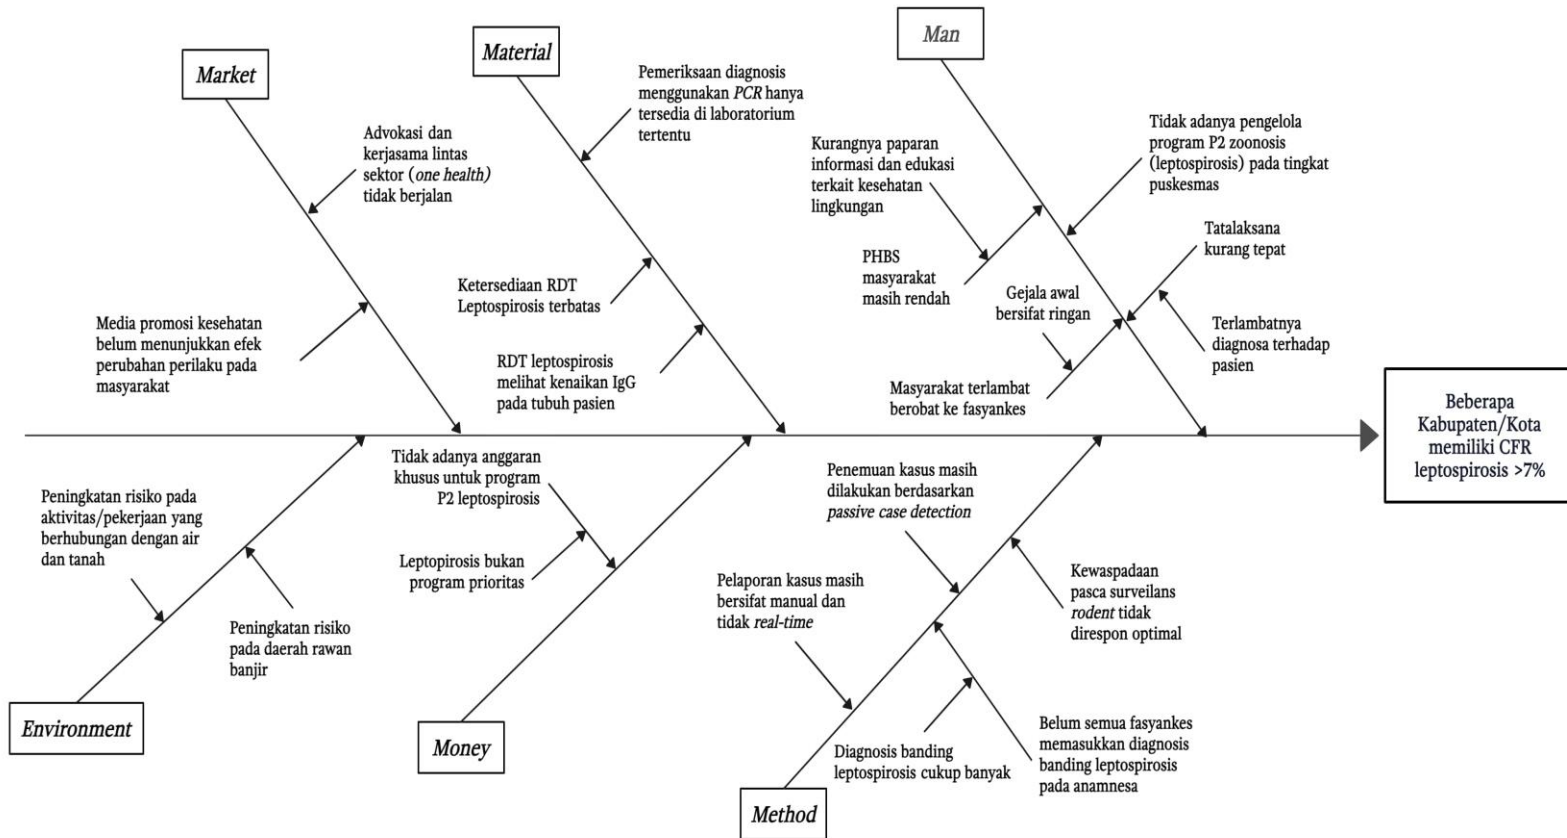 Market
Material
Man
Advokasi dan
kerjasama lintas
sektor (one health)
tidak berjalan
Media promosi kesehatan
belum menunjukkan efek
perubahan perilaku pada
masyarakat
Pemeriksaan diagnosis
menggunakan PCR hanya
tersedia di laboratorium
tertentu
Ketersediaan RDT
Leptospirosis terbatas
RDT leptospirosis
melihat kenaikan IgG
pada tubuh pasien
Kurangnya paparan
informasi dan edukasi
terkait kesehatan
lingkungan
PHBS
masyarakat
masih rendah
Tidak adanya pengelola
program P2 zoonosis
(leptospirosis) pada tingkat
puskesmas
Tatalaksana
kurang tepat
Gejala awal
bersifat ringan
Terlambatnya
diagnosa terhadap
pasien
Masyarakat terlambat
berobat ke fasyankes
Beberapa
Kabupaten/Kota
memiliki CFR
leptospirosis >7%
Peningkatan risiko pada
aktivitas/pekerjaan yang
berhubungan dengan air
dan tanah
Peningkatan risiko
pada daerah rawan
banjir
Environment
Tidak adanya anggaran
khusus untuk program
P2 leptospirosis
Leptopirosis bukan
program prioritas
Money
Penemuan kasus masih
dilakukan berdasarkan
passive case detection
Pelaporan kasus masih
bersifat manual dan
tidak real-time
Kewaspadaan
pasca surveilans
rodent tidak
direspon optimal
Diagnosis banding
leptospirosis cukup banyak
Belum semua fasyankes
memasukkan diagnosis
banding leptospirosis
pada anamnesa
Method